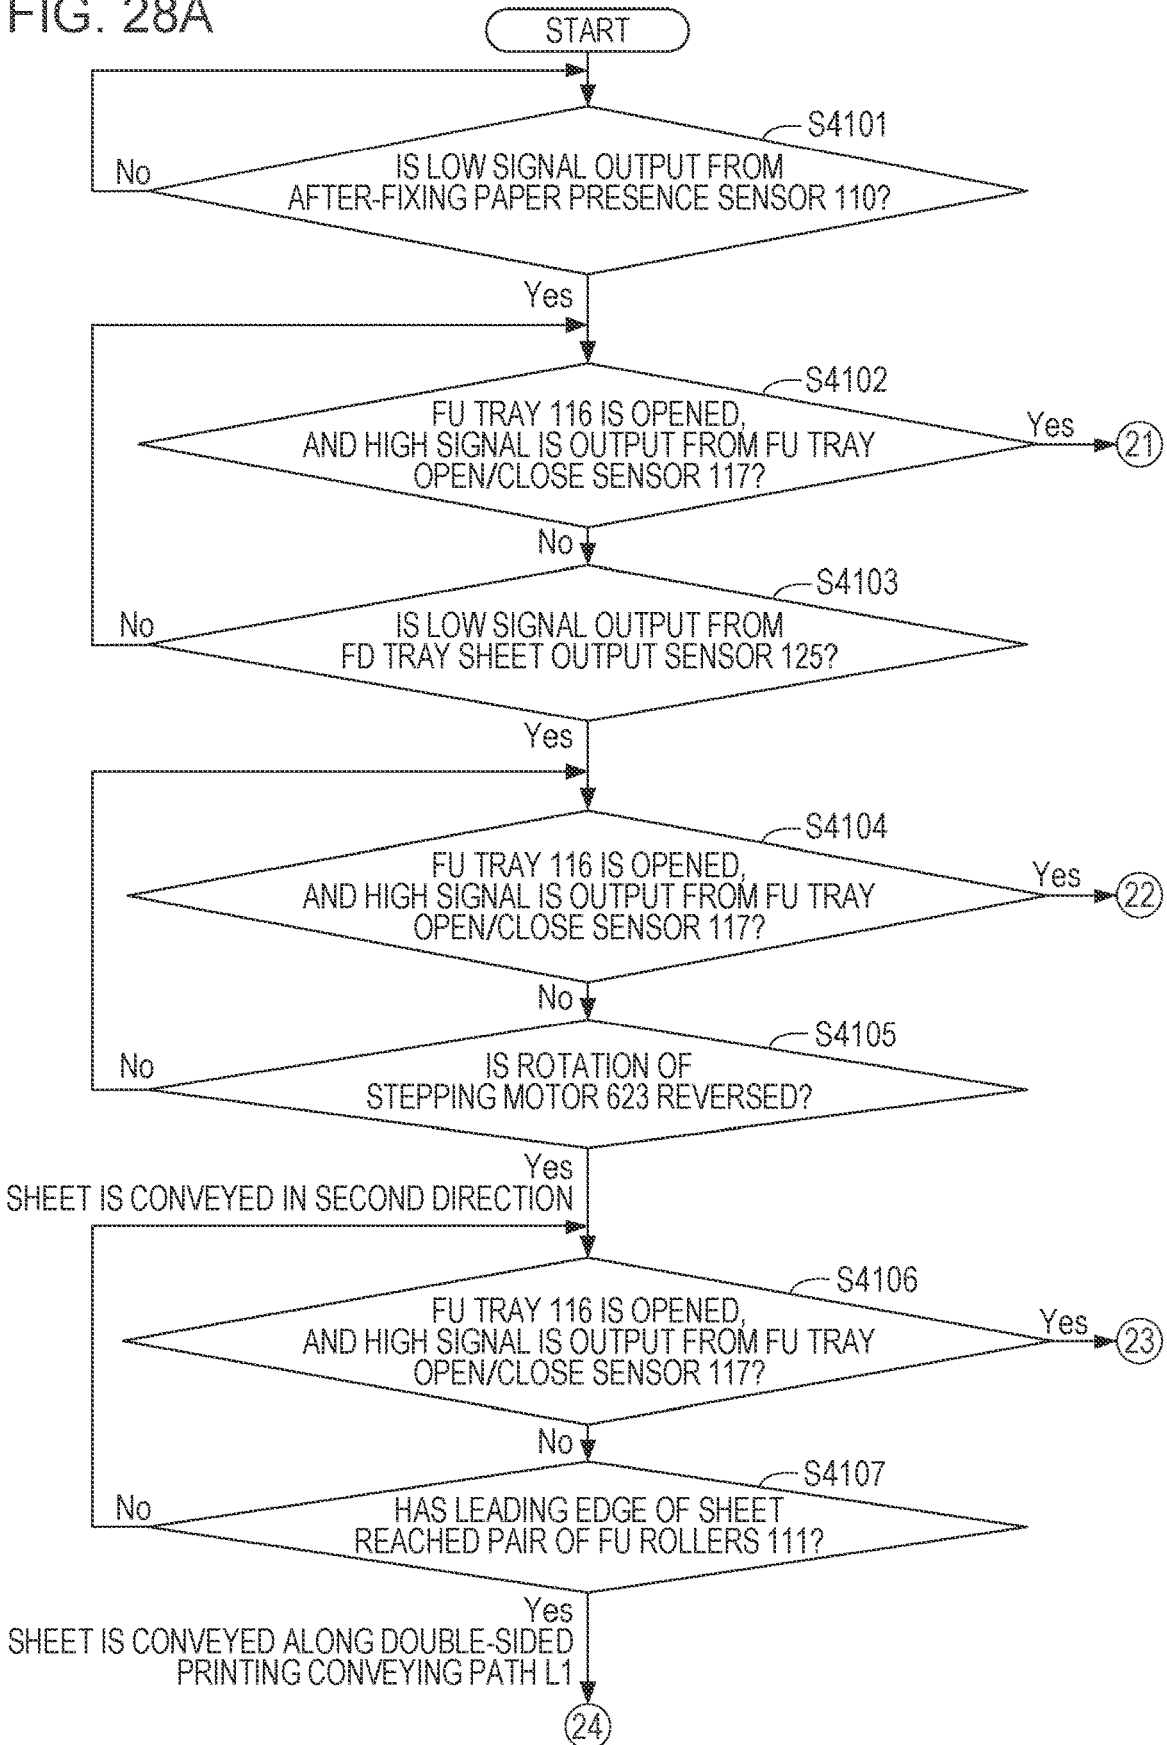 FIG. 28A
START
S4101
No
IS LOW SIGNAL OUTPUT FROM
AFTER-FIXING PAPER PRESENCE SENSOR 110?
Yes
S4102
FU TRAY 116 IS OPENED,
AND HIGH SIGNAL IS OUTPUT FROM FU TRAY
OPEN/CLOSE SENSOR 117?
Yes
21
No
S4103
No
IS LOW SIGNAL OUTPUT FROM
FD TRAY SHEET OUTPUT SENSOR 125?
Yes
S4104
FU TRAY 116 IS OPENED,
AND HIGH SIGNAL IS OUTPUT FROM FU TRAY
OPEN/CLOSE SENSOR 117?
Yes
22
No
S4105
No
IS ROTATION OF
STEPPING MOTOR 623 REVERSED?
Yes
SHEET IS CONVEYED IN SECOND DIRECTION
S4106
FU TRAY 116 IS OPENED,
AND HIGH SIGNAL IS OUTPUT FROM FU TRAY
OPEN/CLOSE SENSOR 117?
Yes
23
No
S4107
No
HAS LEADING EDGE OF SHEET
REACHED PAIR OF FU ROLLERS 111?
Yes
SHEET IS CONVEYED ALONG DOUBLE-SIDED
PRINTING CONVEYING PATH L1
24